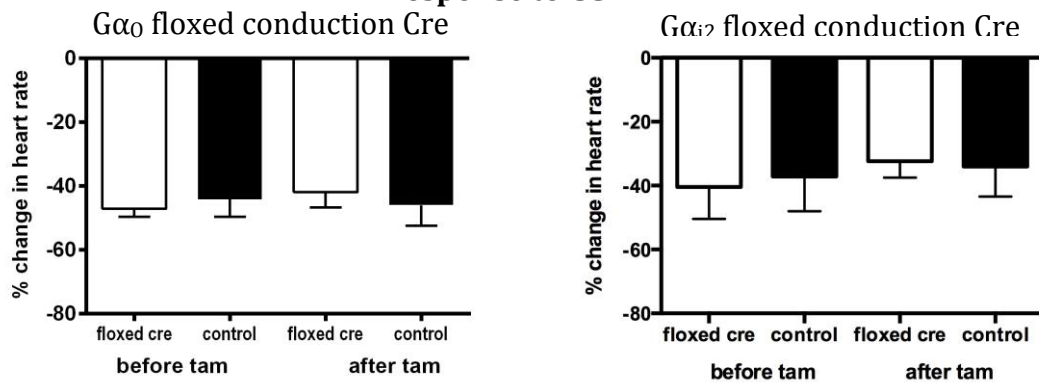 Gα₀ floxed conduction Cre
% change in heart rate
0
-20
-40
-60
-80
floxed cre control floxed cre control
before tam after tam
Gαi₂ floxed conduction Cre
% change in heart rate
0
-20
-40
-60
-80
floxed cre control floxed cre control
before tam after tam